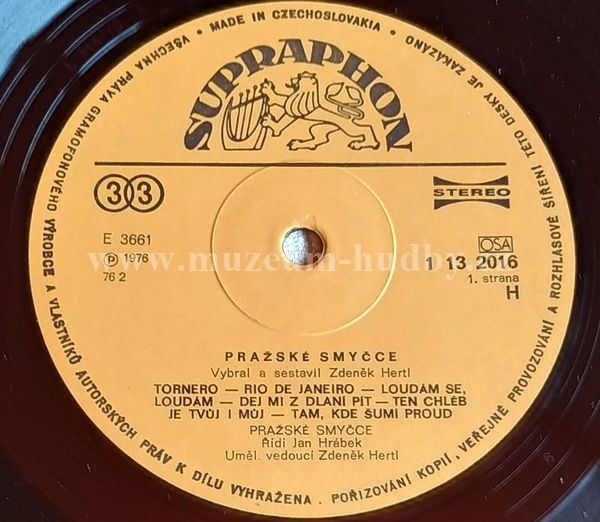 VŠECHNA PRÁVA GRAMOFONOVÉHO VÝROBCE A VLASTNÍKŮ AUTORSKÝCH PRÁV K DÍLU VYHRAŽENA . POŘIZOVÁNÍ KOPIÍ, VEŘEJNÉ PROVOZOVÁNÍ A ROZHLASOVÉ ŠÍŘENÍ TÉTO DESKY JE ZAKÁZÁNO
• MADE IN CZECHOSLOVAKIA •
SUPRAPHON
33
STEREO
E 3661
Ⓟ 1976
76 2
OSA
1 13 2016
1. strana
H
www.muzeum-hudby.cz
PRAŽSKÉ SMYČCE
Vybral a sestavil Zdeněk Hertl
TORNERO — RIO DE JANEIRO — LOUDÁM SE,
LOUDÁM — DEJ MI Z DLANÍ PÍT — TEN CHLÉB
JE TVŮJ I MŮJ — TAM, KDE ŠUMÍ PROUD
PRAŽSKÉ SMYČCE
Řídí Jan Hrábek
Uměl. vedoucí Zdeněk Hertl